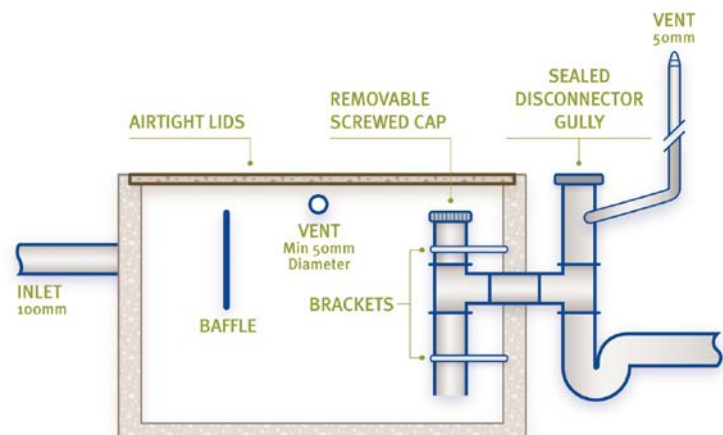 VENT
50mm
SEALED
DISCONNECTOR
GULLY
REMOVABLE
SCREWED CAP
AIRTIGHT LIDS
VENT
Min 50mm
Diameter
INLET
100mm
BAFFLE
BRACKETS